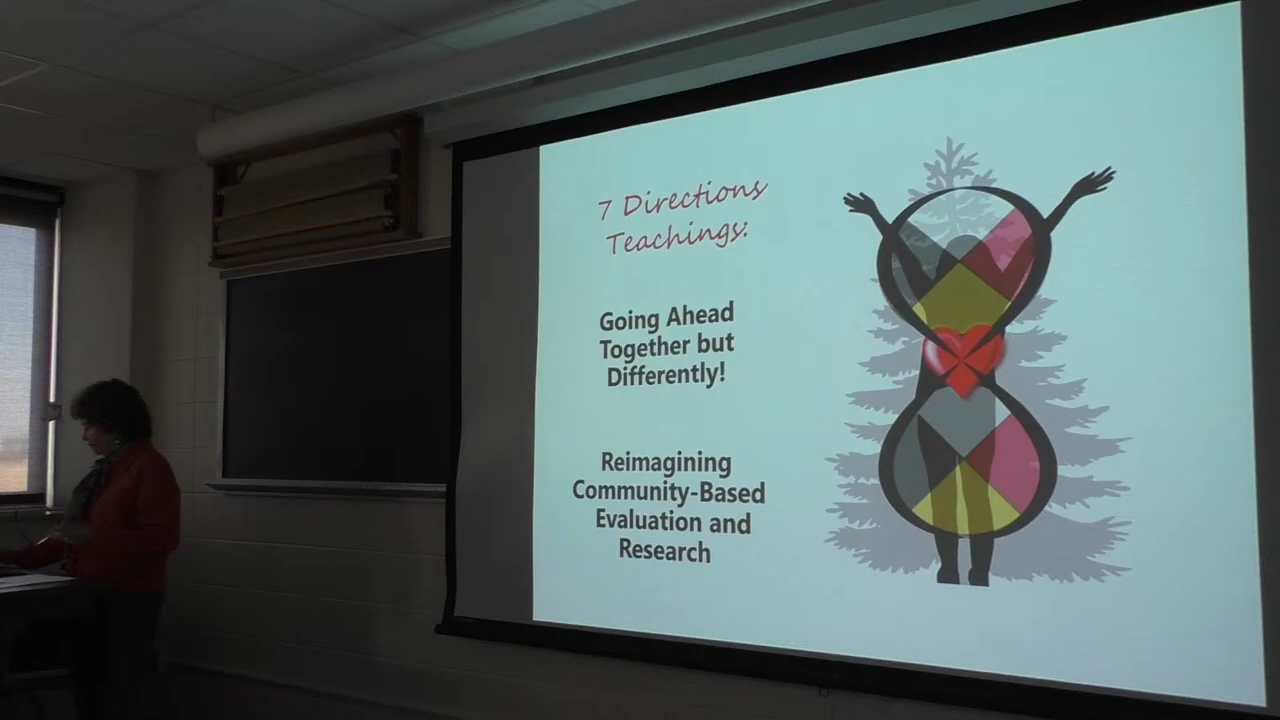 7 Directions
Teachings:
Going Ahead
Together but
Differently!
Reimagining
Community-Based
Evaluation and
Research